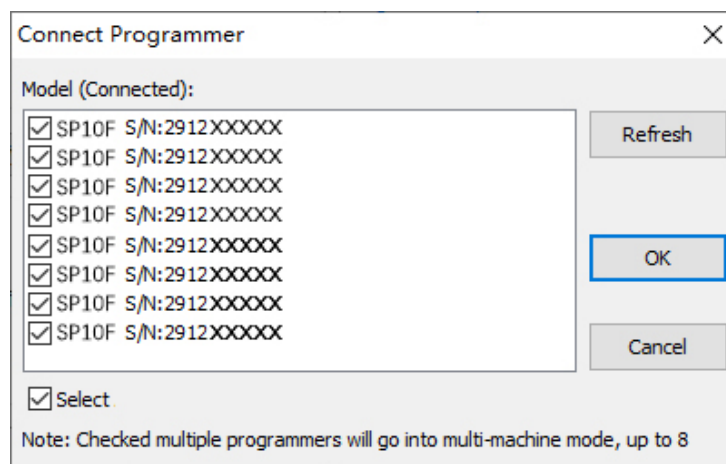 Connect Programmer
Model (Connected):
SP10F S/N:2912XXXXX
SP10F S/N:2912XXXXX
SP10F S/N:2912XXXXX
SP10F S/N:2912XXXXX
SP10F S/N:2912XXXXX
SP10F S/N:2912XXXXX
SP10F S/N:2912XXXXX
SP10F S/N:2912XXXXX
Refresh
OK
Cancel
Select
Note: Checked multiple programmers will go into multi-machine mode, up to 8